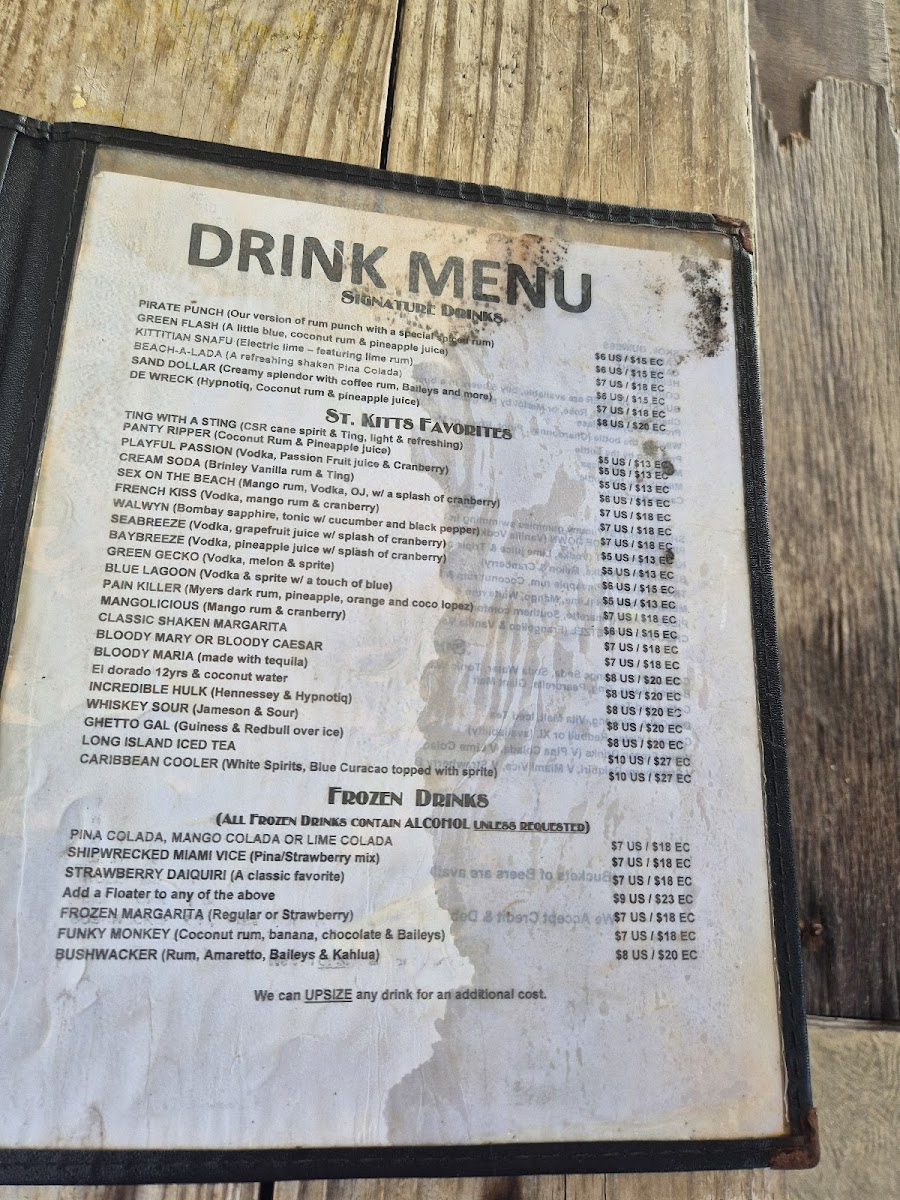 DRINK MENU
SIGNATURE DRINKS
PIRATE PUNCH (Our version of rum punch with a special spiced rum) $6 US / $15 EC
GREEN FLASH (A little blue, coconut rum & pineapple juice) $6 US / $15 EC
KITTITIAN SNAFU (Electric lime – featuring lime rum) $7 US / $18 EC
BEACH-A-LADA (A refreshing shaken Pina Colada) $6 US / $15 EC
SAND DOLLAR (Creamy splendor with coffee rum, Baileys and more) $7 US / $18 EC
DE WRECK (Hypnotiq, Coconut rum & pineapple juice) $8 US / $20 EC
ST. KITTS FAVORITES
TING WITH A STING (CSR cane spirit & Ting, light & refreshing) $5 US / $13 EC
PANTY RIPPER (Coconut Rum & Pineapple juice) $5 US / $13 EC
PLAYFUL PASSION (Vodka, Passion Fruit juice & Cranberry) $5 US / $13 EC
CREAM SODA (Brinley Vanilla rum & Ting) $6 US / $15 EC
SEX ON THE BEACH (Mango rum, Vodka, OJ, w/ a splash of cranberry) $7 US / $18 EC
FRENCH KISS (Vodka, mango rum & cranberry) $7 US / $18 EC
WALWYN (Bombay sapphire, tonic w/ cucumber and black pepper) $7 US / $18 EC
SEABREEZE (Vodka, grapefruit juice w/ splash of cranberry) $5 US / $13 EC
BAYBREEZE (Vodka, pineapple juice w/ splash of cranberry) $5 US / $13 EC
GREEN GECKO (Vodka, melon & sprite) $6 US / $15 EC
BLUE LAGOON (Vodka & sprite w/ a touch of blue) $5 US / $13 EC
PAIN KILLER (Myers dark rum, pineapple, orange and coco lopez) $7 US / $18 EC
MANGOLICIOUS (Mango rum & cranberry) $6 US / $15 EC
CLASSIC SHAKEN MARGARITA $7 US / $18 EC
BLOODY MARY OR BLOODY CAESAR $7 US / $18 EC
BLOODY MARIA (made with tequila) $8 US / $20 EC
El dorado 12yrs & coconut water $8 US / $20 EC
INCREDIBLE HULK (Hennessey & Hypnotiq) $8 US / $20 EC
WHISKEY SOUR (Jameson & Sour) $8 US / $20 EC
GHETTO GAL (Guiness & Redbull over ice) $8 US / $20 EC
LONG ISLAND ICED TEA $10 US / $27 EC
CARIBBEAN COOLER (White Spirits, Blue Curacao topped with sprite) $10 US / $27 EC
FROZEN DRINKS
(ALL FROZEN DRINKS CONTAIN ALCOHOL UNLESS REQUESTED)
PINA COLADA, MANGO COLADA OR LIME COLADA $7 US / $18 EC
SHIPWRECKED MIAMI VICE (Pina/Strawberry mix) $7 US / $18 EC
STRAWBERRY DAIQUIRI (A classic favorite) $7 US / $18 EC
Add a Floater to any of the above $9 US / $23 EC
FROZEN MARGARITA (Regular or Strawberry) $7 US / $18 EC
FUNKY MONKEY (Coconut rum, banana, chocolate & Baileys) $7 US / $18 EC
BUSHWACKER (Rum, Amaretto, Baileys & Kahlua) $8 US / $20 EC
We can UPSIZE any drink for an additional cost.